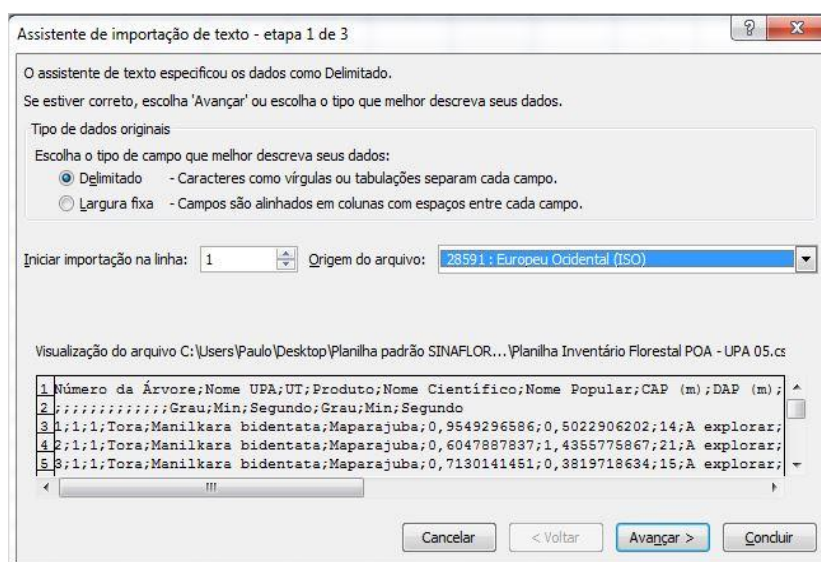 Assistente de importação de texto - etapa 1 de 3
O assistente de texto especificou os dados como Delimitado.
Se estiver correto, escolha 'Avançar' ou escolha o tipo que melhor descreva seus dados.
Tipo de dados originais
Escolha o tipo de campo que melhor descreva seus dados:
Delimitado - Caracteres como vírgulas ou tabulações separam cada campo.
Largura fixa - Campos são alinhados em colunas com espaços entre cada campo.
Iniciar importação na linha: 1 Origem do arquivo: 28591 : Europeu Ocidental (ISO)
Visualização do arquivo C:\Users\Paulo\Desktop\Planilha padrão SINAFLOR...\Planilha Inventário Florestal POA - UPA 05.cs
1 Número da Árvore;Nome UPA;UT;Produto;Nome Científico;Nome Popular;CAP (m);DAP (m);
2 ;;;;;;;;;;;;;Grau;Min;Segundo;Grau;Min;Segundo
3 1;1;1;Tora;Manilkara bidentata;Maparajuba;0,9549296586;0,5022906202;14;A explorar;
4 2;1;1;Tora;Manilkara bidentata;Maparajuba;0,6047887837;1,4355775867;21;A explorar;
5 3;1;1;Tora;Manilkara bidentata;Maparajuba;0,7130141451;0,3819718634;15;A explorar;
Cancelar < Voltar Avançar > Concluir